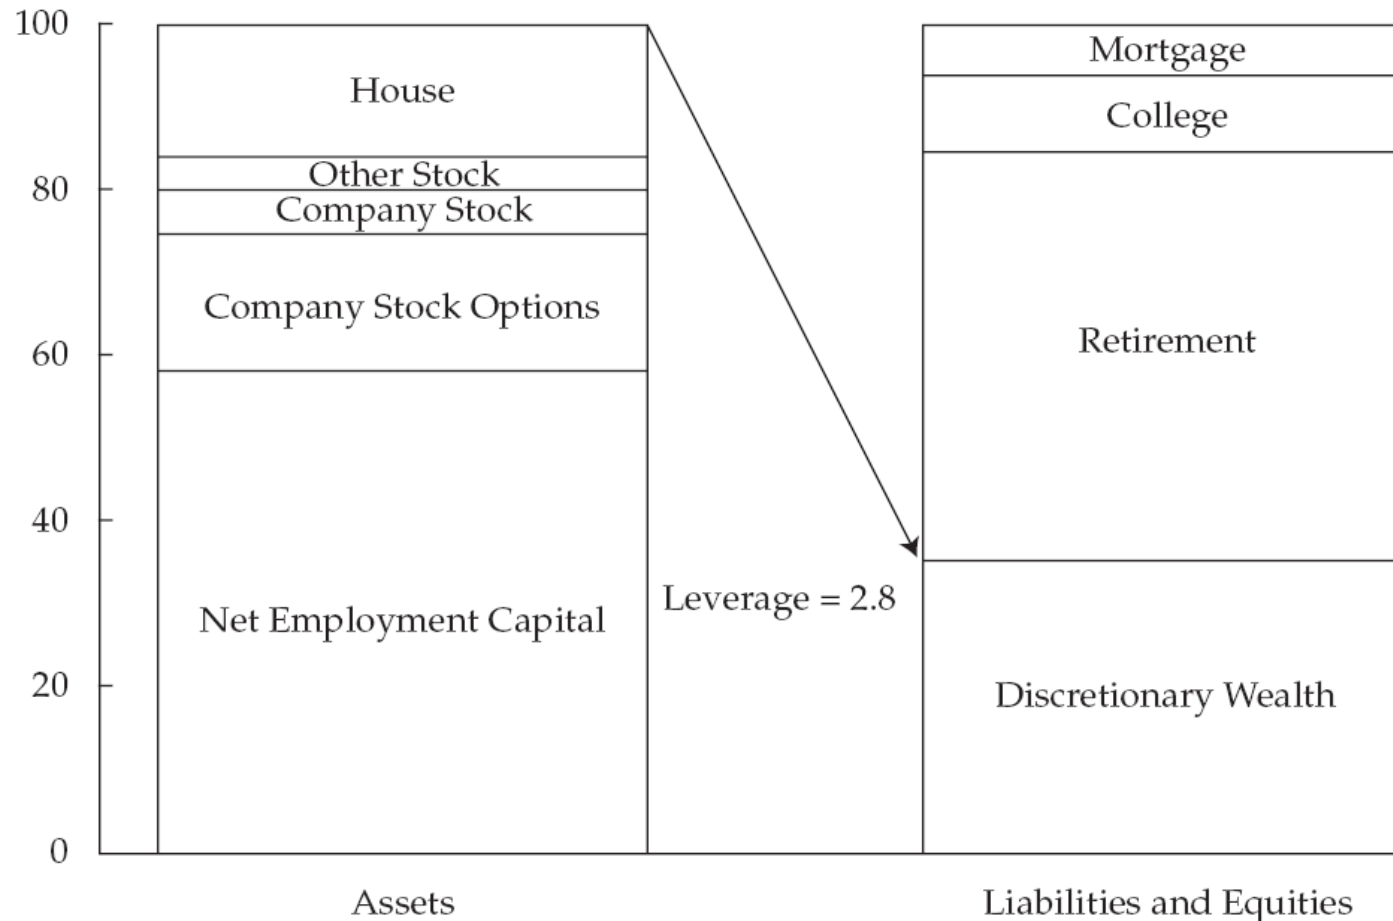 100
80
60
40
20
0
House
Other Stock
Company Stock
Company Stock Options
Net Employment Capital
Leverage = 2.8
Mortgage
College
Retirement
Discretionary Wealth
Assets
Liabilities and Equities